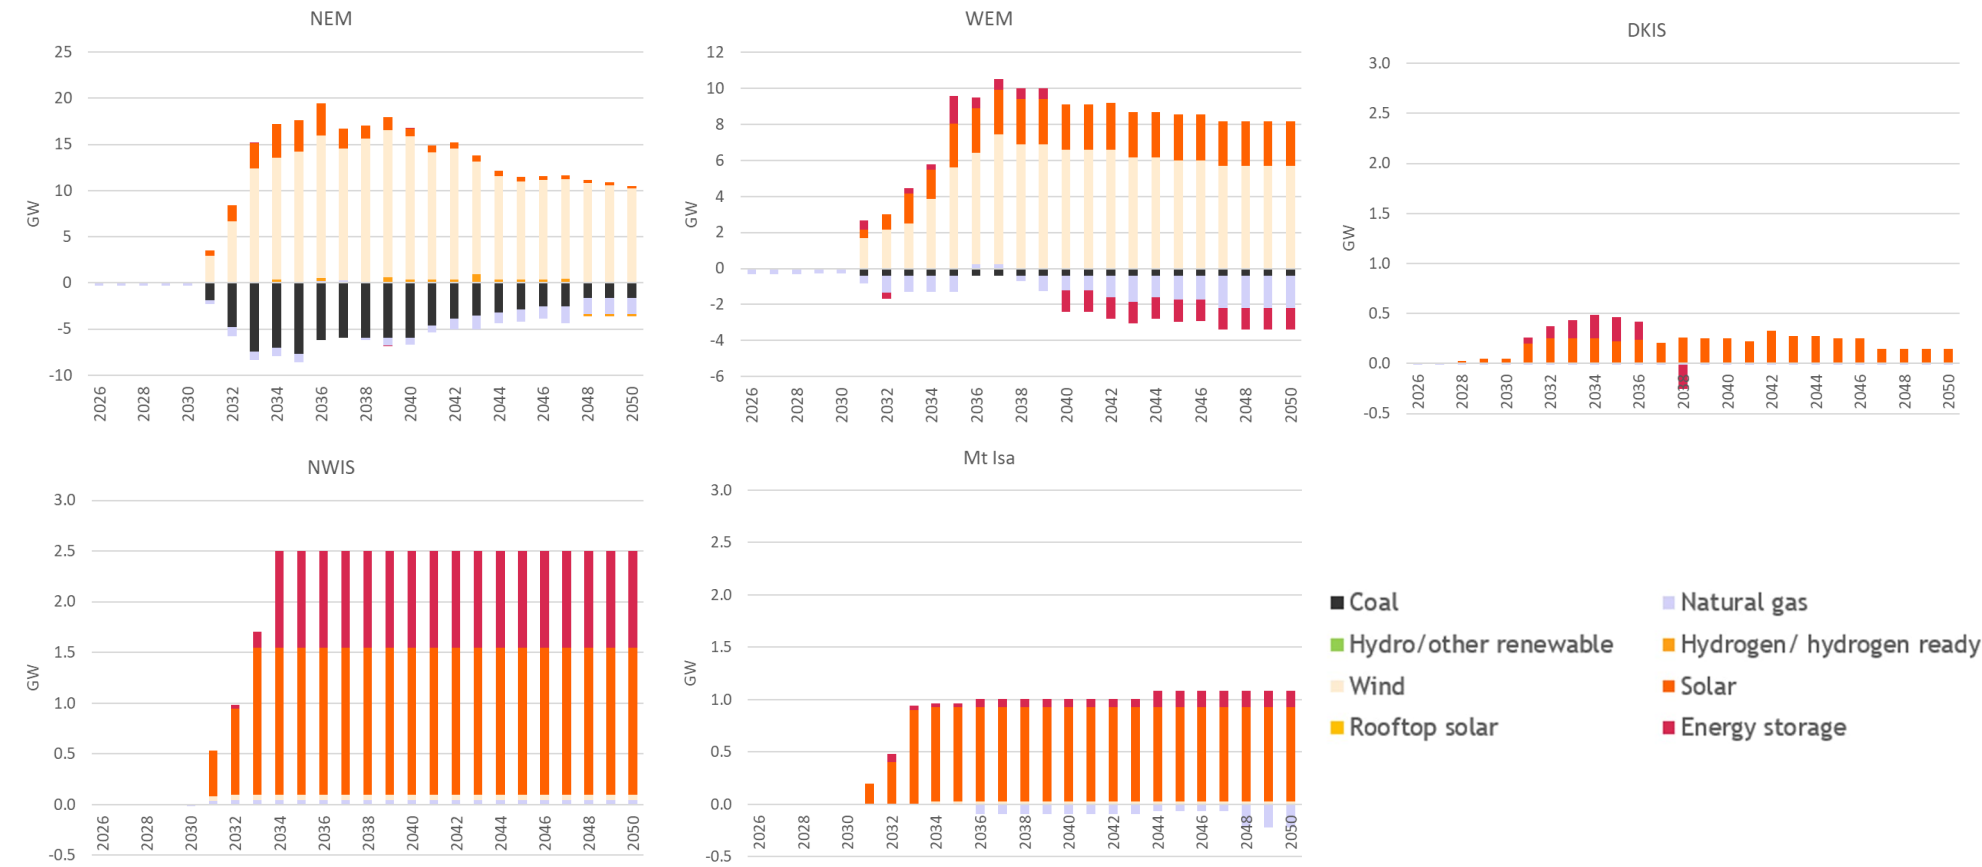 NEM
25
20
15
10
5
0
-5
-10
GW
2026 2028 2030 2032 2034 2036 2038 2040 2042 2044 2046 2048 2050
WEM
12
10
8
6
4
2
0
-2
-4
-6
GW
2026 2028 2030 2032 2034 2036 2038 2040 2042 2044 2046 2048 2050
DKIS
3.0
2.5
2.0
1.5
1.0
0.5
0.0
-0.5
GW
2026 2028 2030 2032 2034 2036 2038 2040 2042 2044 2046 2048 2050
NWIS
3.0
2.5
2.0
1.5
1.0
0.5
0.0
-0.5
GW
2026 2028 2030 2032 2034 2036 2038 2040 2042 2044 2046 2048 2050
Mt Isa
3.0
2.5
2.0
1.5
1.0
0.5
0.0
-0.5
GW
2026 2028 2030 2032 2034 2036 2038 2040 2042 2044 2046 2048 2050
Coal Natural gas
Hydro/other renewable Hydrogen/ hydrogen ready
Wind Solar
Rooftop solar Energy storage